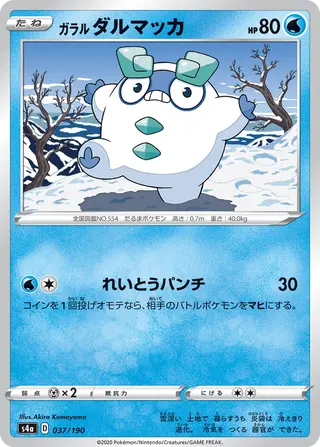 たね ガラル ダルマッカ HP80
全国図鑑NO.554 だるまポケモン 高さ:0.7m 重さ:40.0kg
れいとうパンチ 30
コインを1回投げオモテなら、相手のバトルポケモンをマヒにする。
弱点 ×2 抵抗力 にげる
Illus.Akira Komayama
s4a D 037/190
雪深い 土地で 暮らすうち 炎袋は 冷えきり
退化。 冷気を つくる 器官が できた。
©2020 Pokémon/Nintendo/Creatures/GAME FREAK.